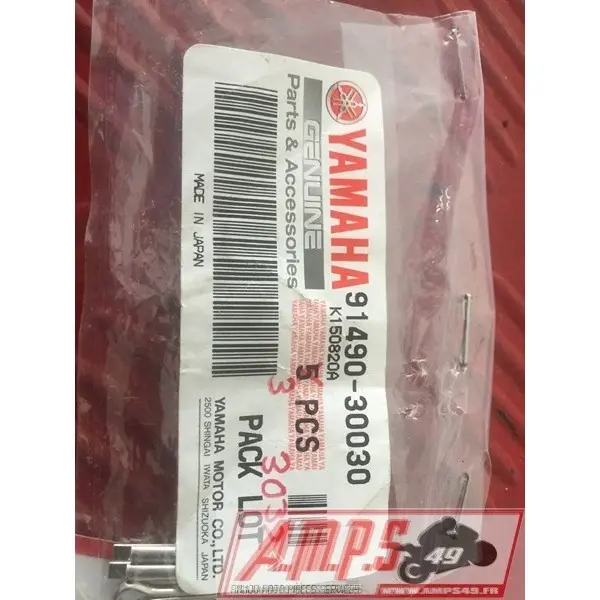 YAMAHA
GENUINE
Parts & Accessories
MADE IN JAPAN
91490-30030
K150820A
5 PCS
3
PACK LOT
YAMAHA MOTOR CO., LTD.
2500 SHINGAI IWATA SHIZUOKA JAPAN
A.M.P.S
49